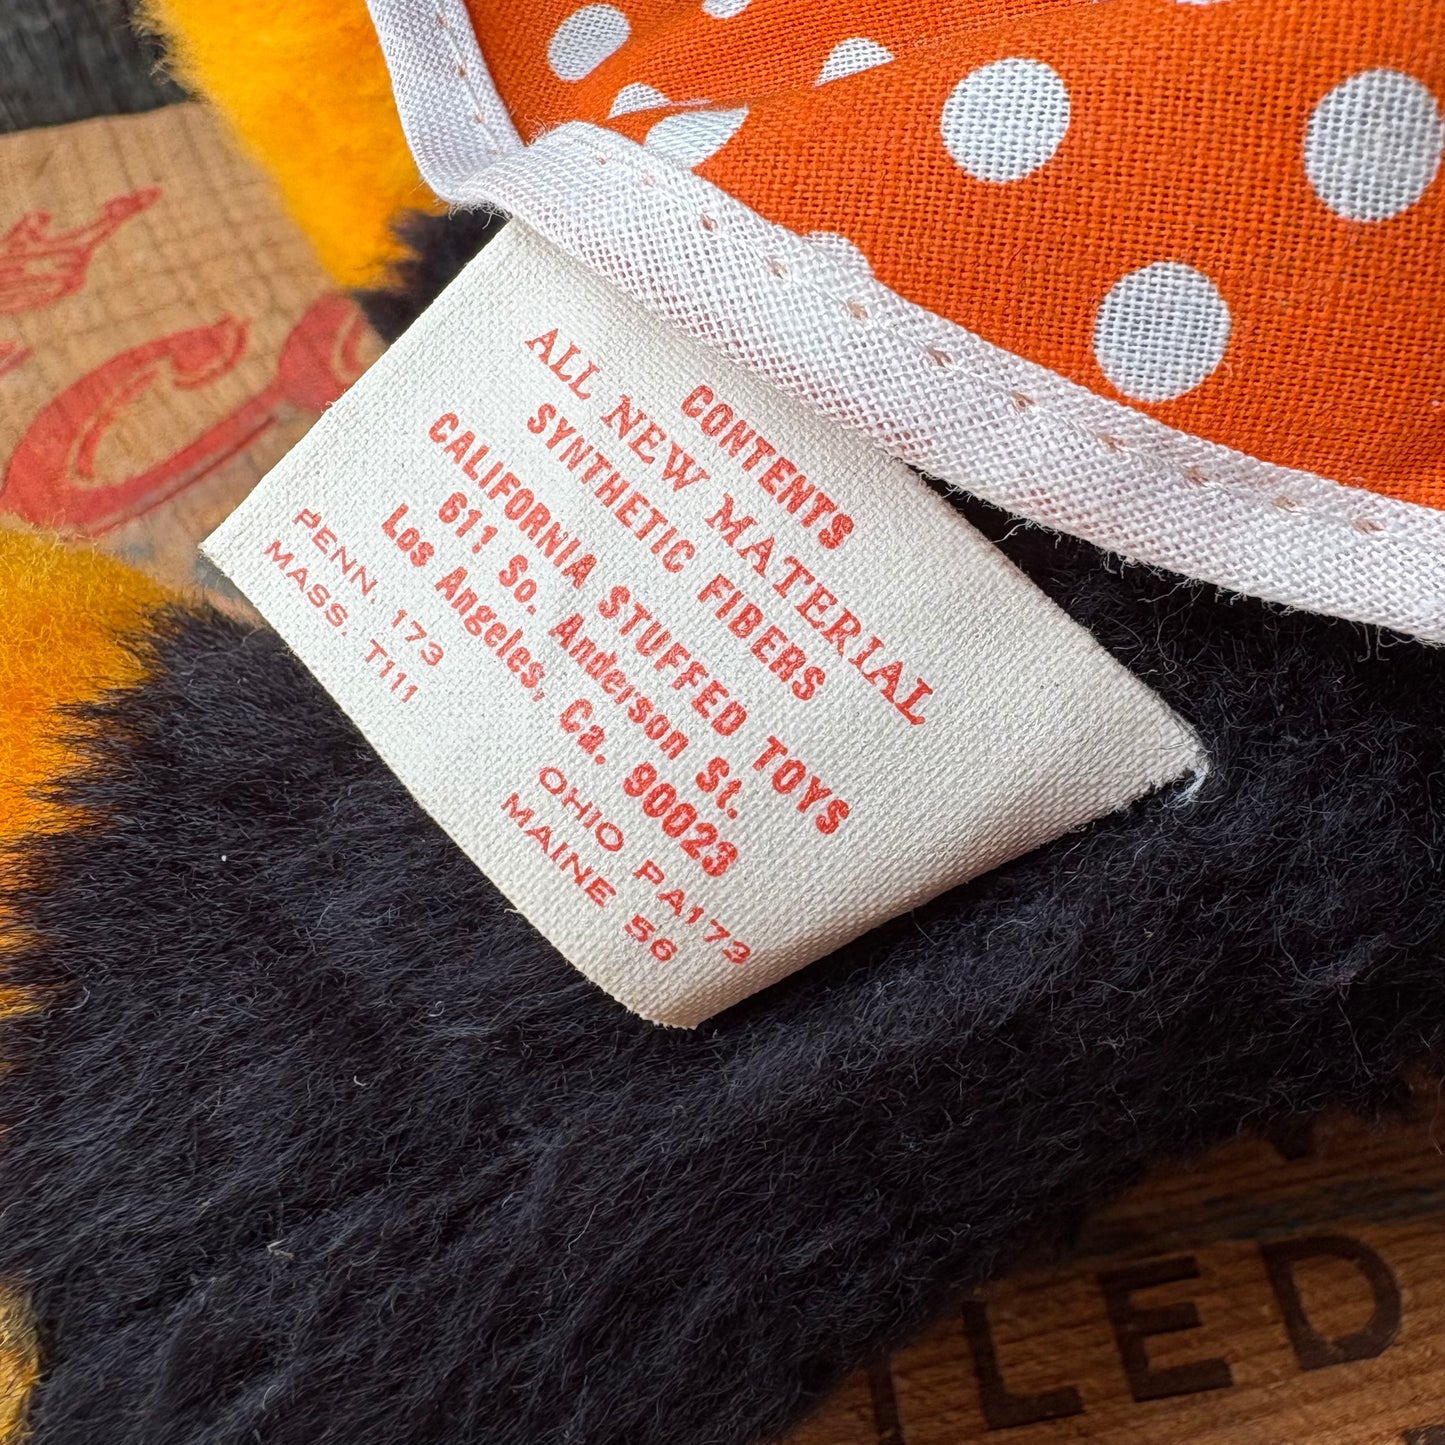 CONTENTS
ALL NEW MATERIAL
SYNTHETIC FIBERS
CALIFORNIA STUFFED TOYS
611 So. Anderson St.
Los Angeles, Ca. 90023
PENN. 173 OHIO PA173
MASS. T111 MAINE 56